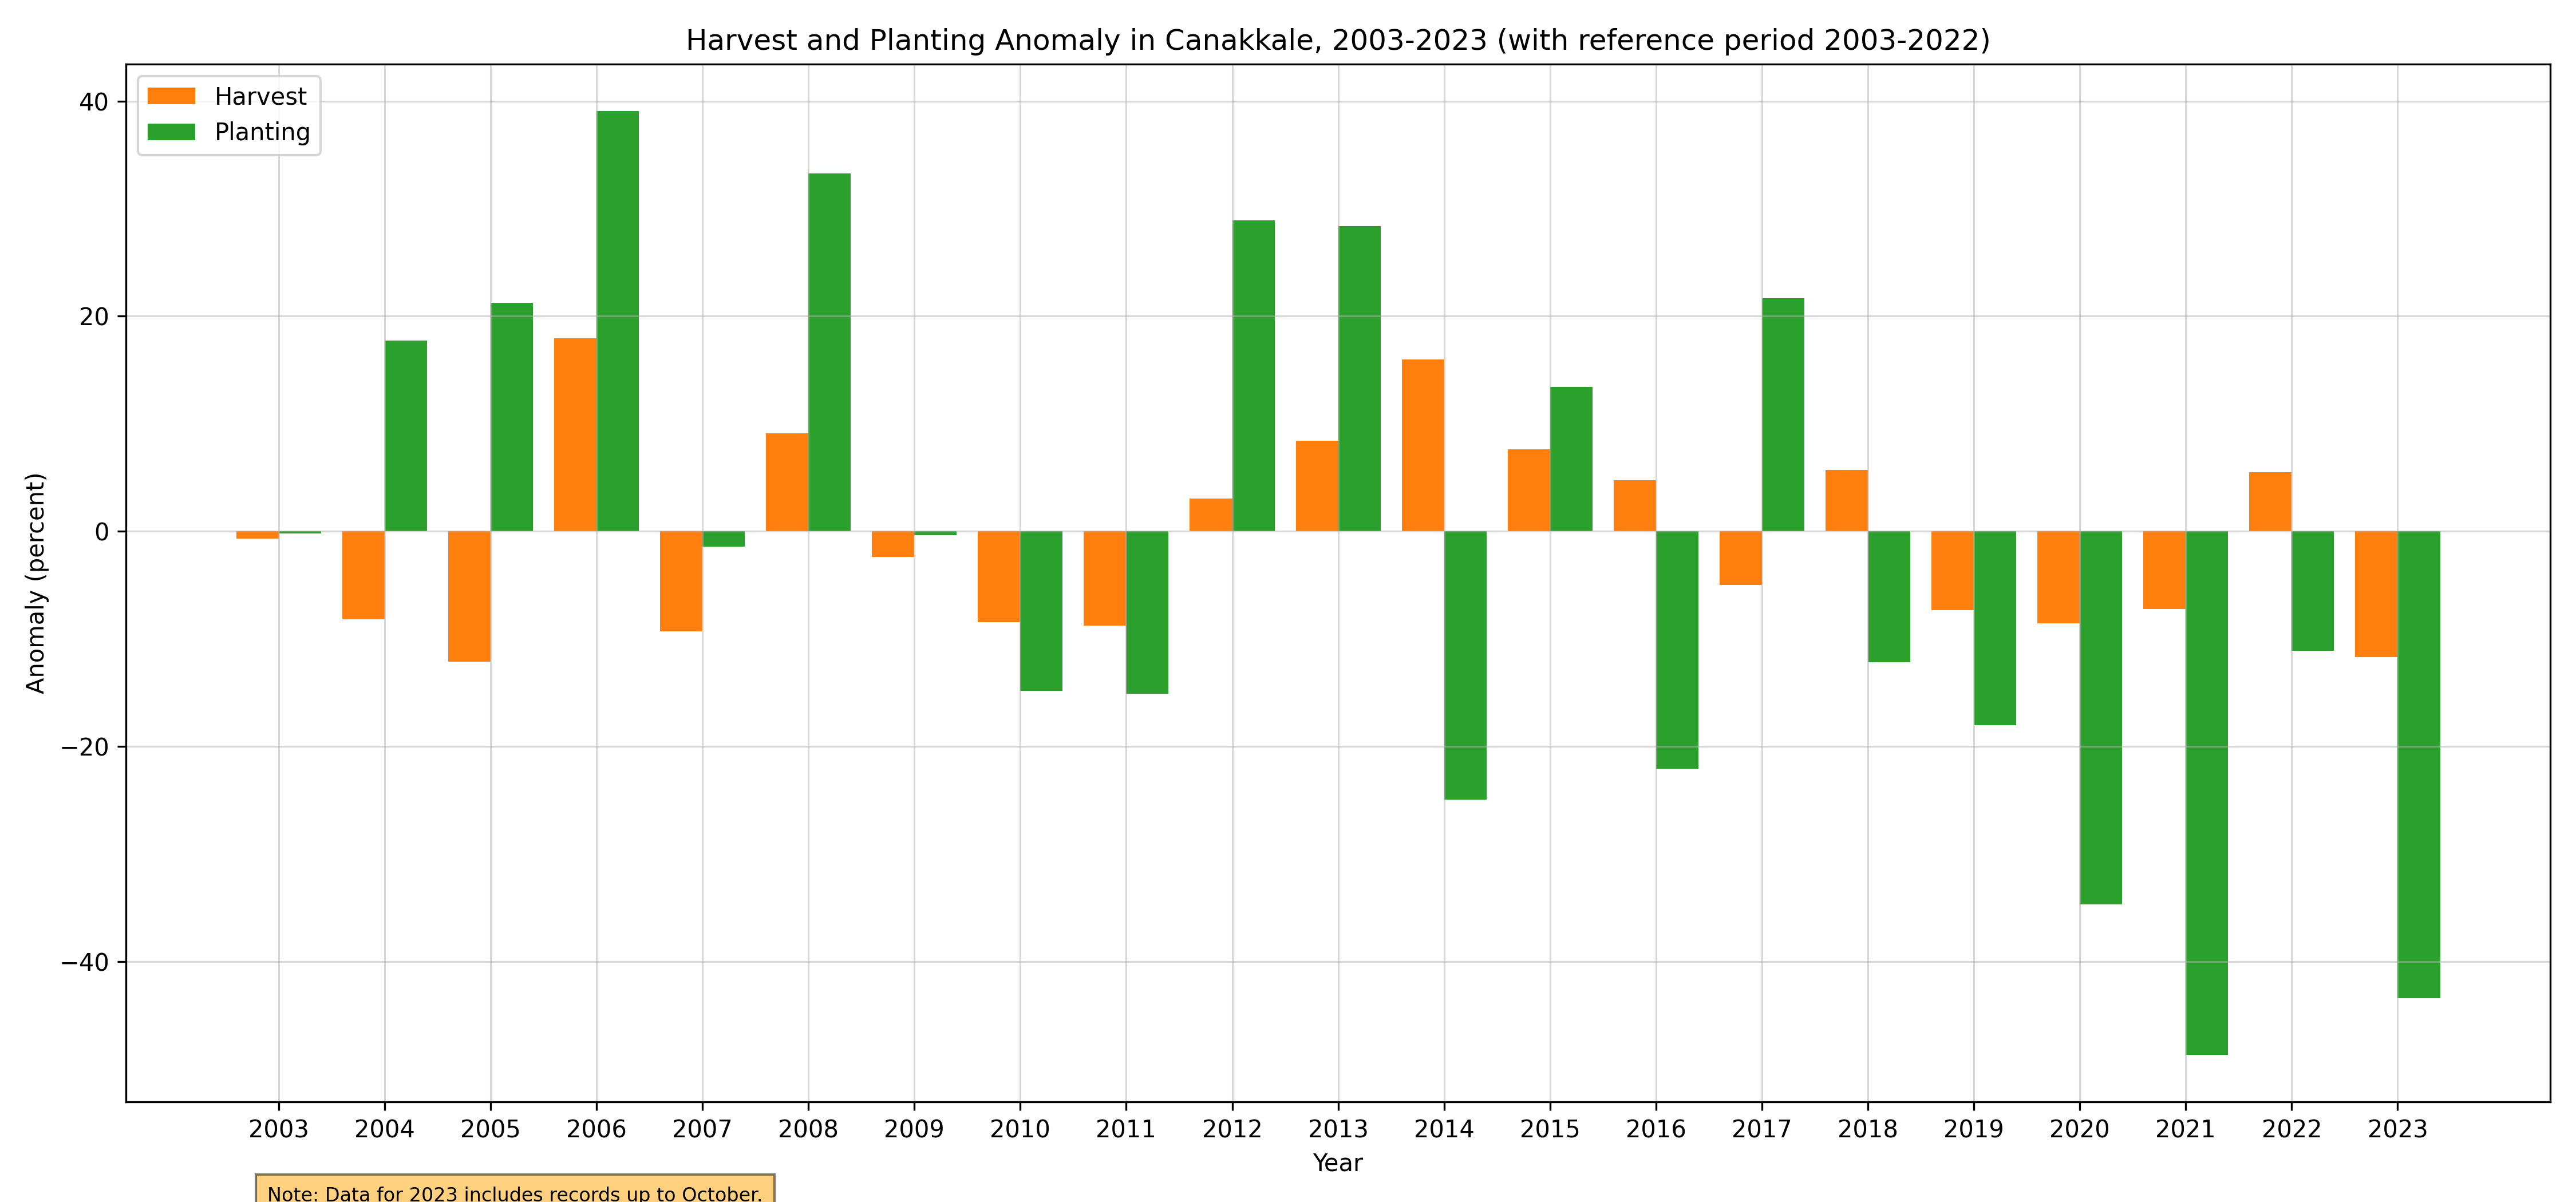 Harvest and Planting Anomaly in Canakkale, 2003-2023 (with reference period 2003-2022)
Harvest
Planting
40
20
0
−20
−40
Anomaly (percent)
2003 2004 2005 2006 2007 2008 2009 2010 2011 2012 2013 2014 2015 2016 2017 2018 2019 2020 2021 2022 2023
Year
Note: Data for 2023 includes records up to October.